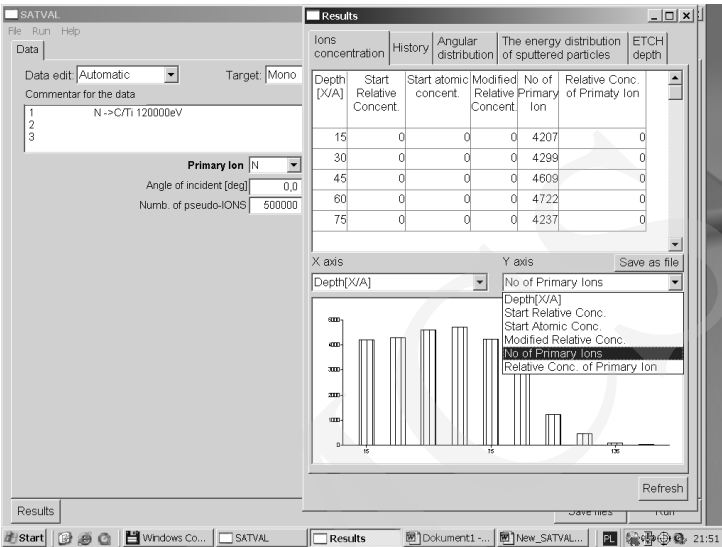 SATVAL
File Run Help
Data
Data edit: Automatic Target: Mono
Commentar for the data
1 N ->C/Ti 120000eV
2
3
Primary Ion N
Angle of incident [deg] 0,0
Numb. of pseudo-IONS 500000
Results
Save files Run
Results
Ions concentration
History
Angular distribution
The energy distribution of sputtered particles
ETCH depth
Depth [X/A] Start Relative Concent. Start atomic concent. Modified Relative Concent. No of Primary Ion Relative Conc. of Primaty Ion
15 0 0 0 4207 0
30 0 0 0 4299 0
45 0 0 0 4609 0
60 0 0 0 4722 0
75 0 0 0 4237 0
X axis Y axis Save as file
Depth[X/A] No of Primary Ions
Depth[X/A]
Start Relative Conc.
Start Atomic Conc.
Modified Relative Conc.
No of Primary Ions
Relative Conc. of Primary Ion
5000
4000
3000
2000
1000
0
15 75 135
Refresh
Start Windows Co... SATVAL Results Dokument1 -... New_SATVAL... PL 21:51